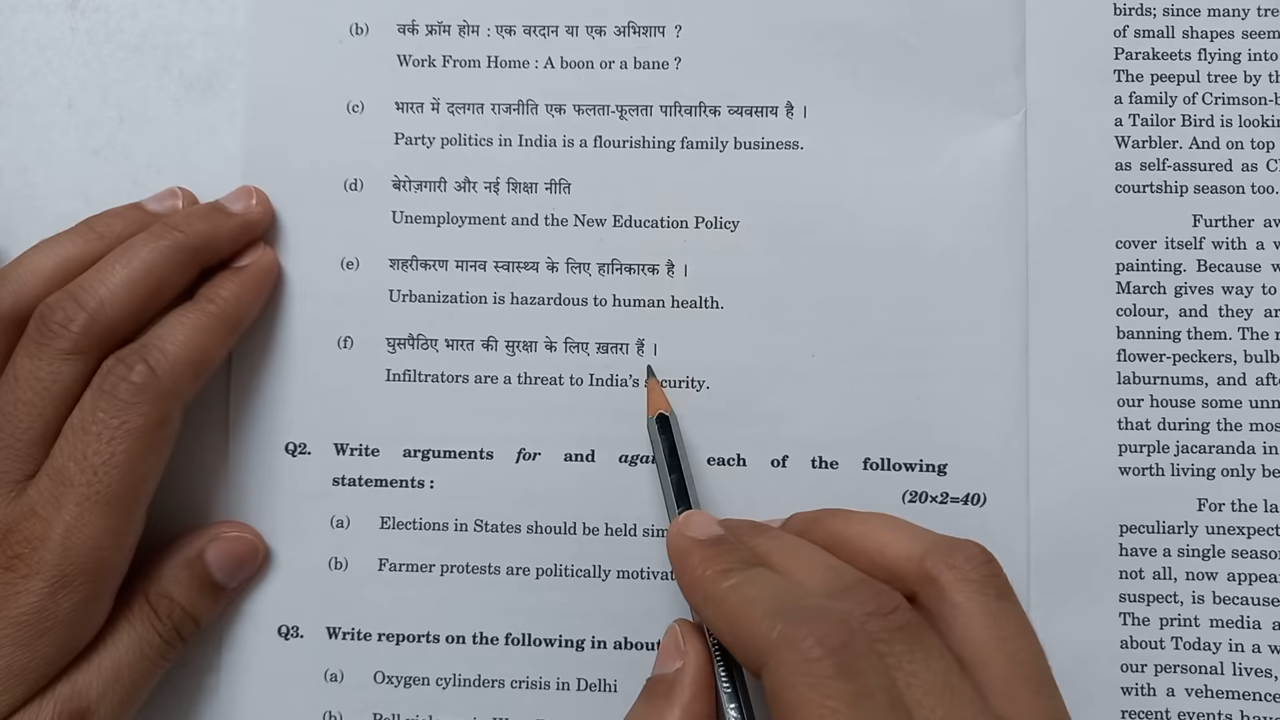 (b) वर्क फ्रॉम होम : एक वरदान या एक अभिशाप ?
Work From Home : A boon or a bane ?
(c) भारत में दलगत राजनीति एक फलता-फूलता पारिवारिक व्यवसाय है ।
Party politics in India is a flourishing family business.
(d) बेरोज़गारी और नई शिक्षा नीति
Unemployment and the New Education Policy
(e) शहरीकरण मानव स्वास्थ्य के लिए हानिकारक है ।
Urbanization is hazardous to human health.
(f) घुसपैठिए भारत की सुरक्षा के लिए ख़तरा हैं ।
Infiltrators are a threat to India's security.
Q2. Write arguments for and each of the following
statements :
(20×2=40)
(a) Elections in States should be held
(b) Farmer protests are politically
Q3. Write reports on the following in
(a) Oxygen cylinders crisis in Delhi
(b)
birds; since many
of small shapes
Parakeets flying into
The peepul tree by
a family of
a Tailor Bird is
Warbler. And on top
as self-assured as
courtship season too.
Further
cover itself with a
painting. Because
March gives way to
colour, and they
banning them. The
flower-peckers,
laburnums, and
our house some
that during the
purple jacaranda in
worth living only
For the
peculiarly
have a single
not all, now
suspect, is because
The print media
about Today in a
our personal lives,
with a vehemence
recent events